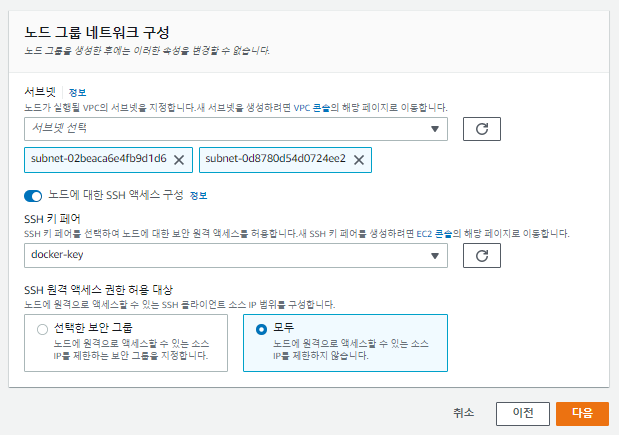 노드 그룹 네트워크 구성
노드 그룹을 생성한 후에는 이러한 속성을 변경할 수 없습니다.
서브넷 정보
노드가 실행될 VPC의 서브넷을 지정합니다.새 서브넷을 생성하려면 VPC 콘솔의 해당 페이지로 이동합니다.
서브넷 선택
subnet-02beaca6e4fb9d1d6 subnet-0d8780d54d0724ee2
노드에 대한 SSH 액세스 구성 정보
SSH 키 페어
SSH 키 페어를 선택하여 노드에 대한 보안 원격 액세스를 허용합니다.새 SSH 키 페어를 생성하려면 EC2 콘솔의 해당 페이지로 이동합니다.
docker-key
SSH 원격 액세스 권한 허용 대상
노드에 원격으로 액세스할 수 있는 SSH 클라이언트 소스 IP 범위를 구성합니다.
선택한 보안 그룹
노드에 원격으로 액세스할 수 있는 소스
IP를 제한하는 보안 그룹을 지정합니다.
모두
노드에 원격으로 액세스할 수 있는 소스
IP를 제한하지 않습니다.
취소 이전 다음